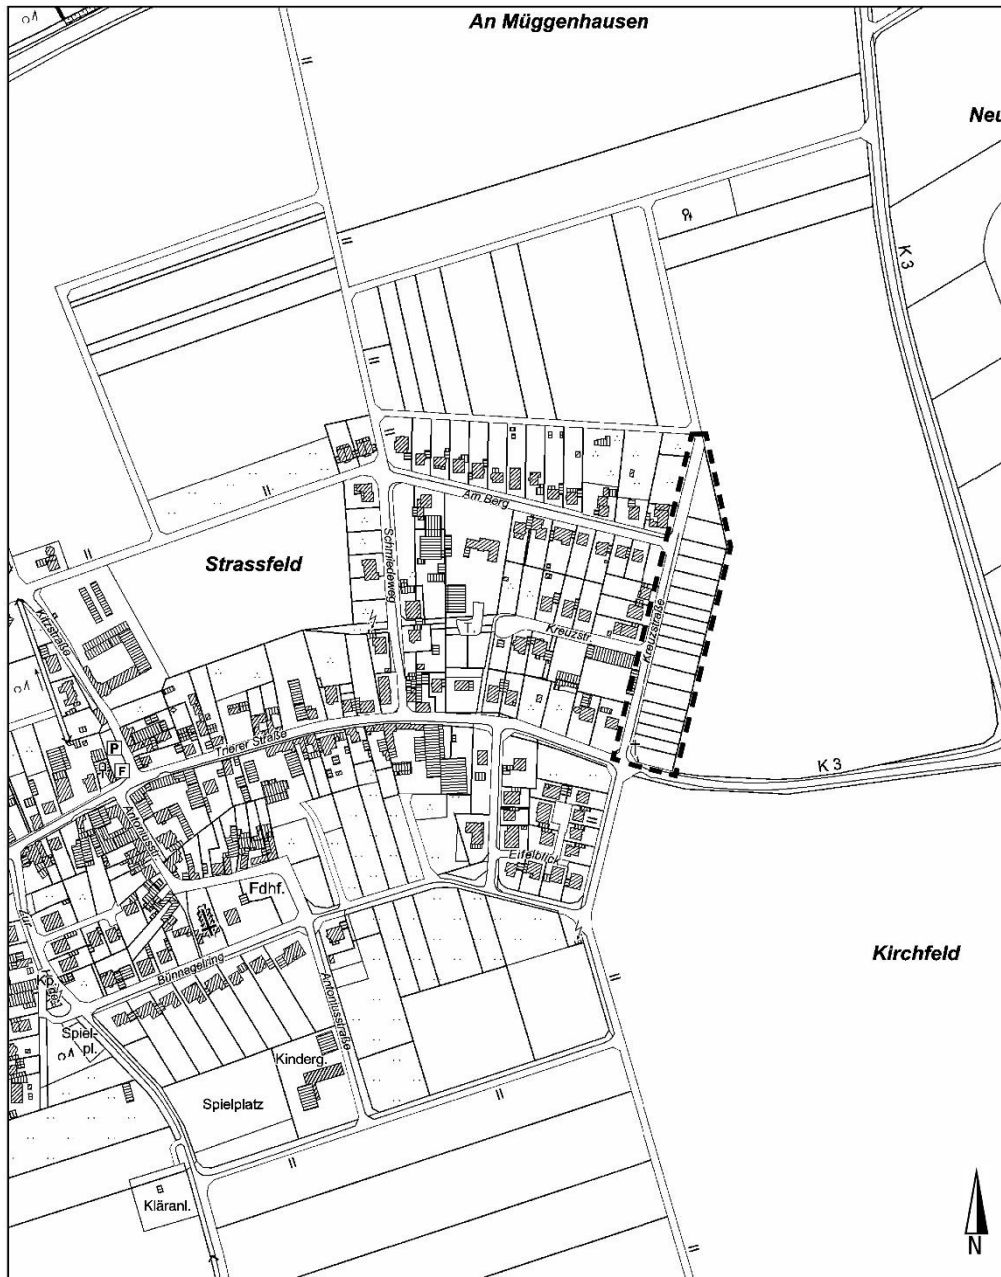 An Müggenhausen
Neu
K 3
Am Berg
Schmiedeweg
Strassfeld
Kreuzstraße
Kreuzstr.
Kitzstraße
Trierer Straße
P
F
K 3
Antoniusstr.
Eifelblick
Fdhf.
Kirchfeld
Bünnegelring
Antoniusstraße
Kp.
Spiel-
pl.
Kinderg.
Spielplatz
Kläranl.
N